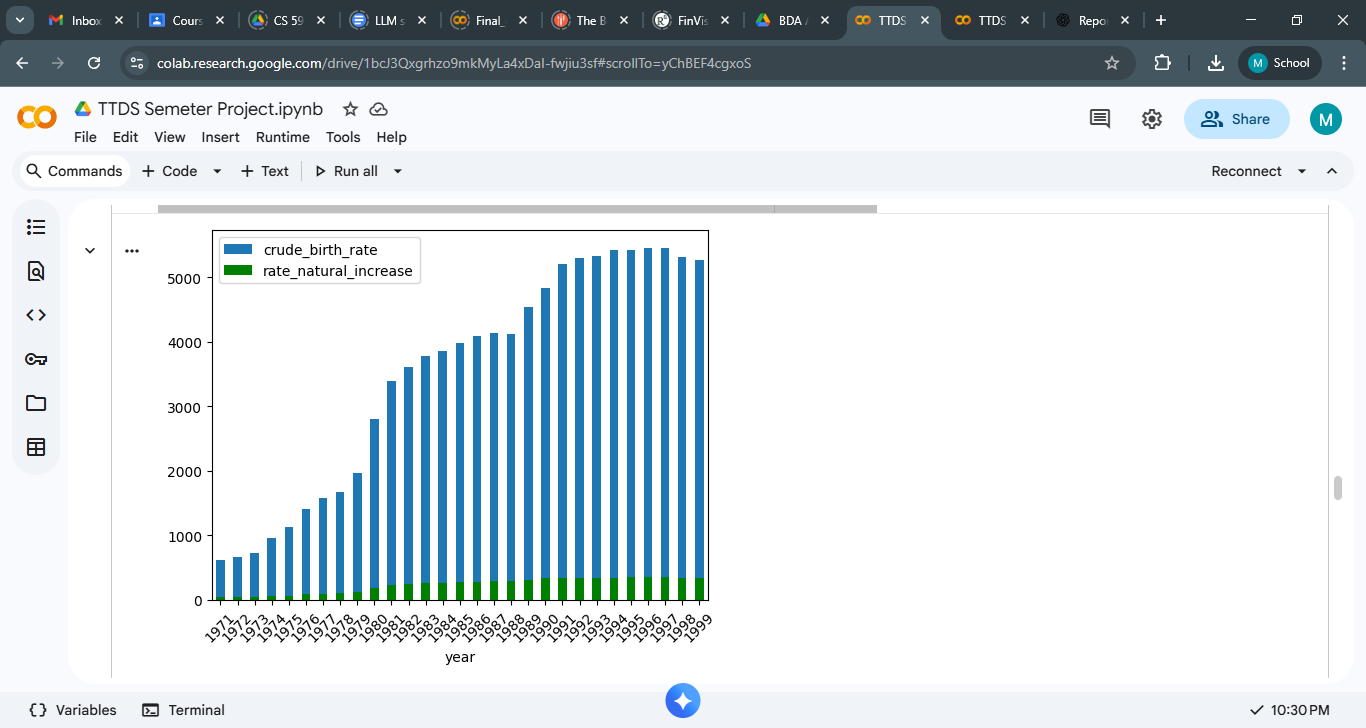 Inbox
Cours
CS 59
LLM s
Final_
The B
FinVis
BDA /
TTDS
TTDS
Repo
colab.research.google.com/drive/1bcJ3Qxgrhzo9mkMyLa4xDaI-fwjiu3sf#scrollTo=yChBEF4cgxoS
M School
TTDS Semeter Project.ipynb
File Edit View Insert Runtime Tools Help
Share
M
Commands + Code + Text Run all
Reconnect
crude_birth_rate
rate_natural_increase
5000
4000
3000
2000
1000
0
1971 1972 1973 1974 1975 1976 1977 1978 1979 1980 1981 1982 1983 1984 1985 1986 1987 1988 1989 1990 1991 1992 1993 1994 1995 1996 1997 1998 1999
year
Variables Terminal
10:30 PM